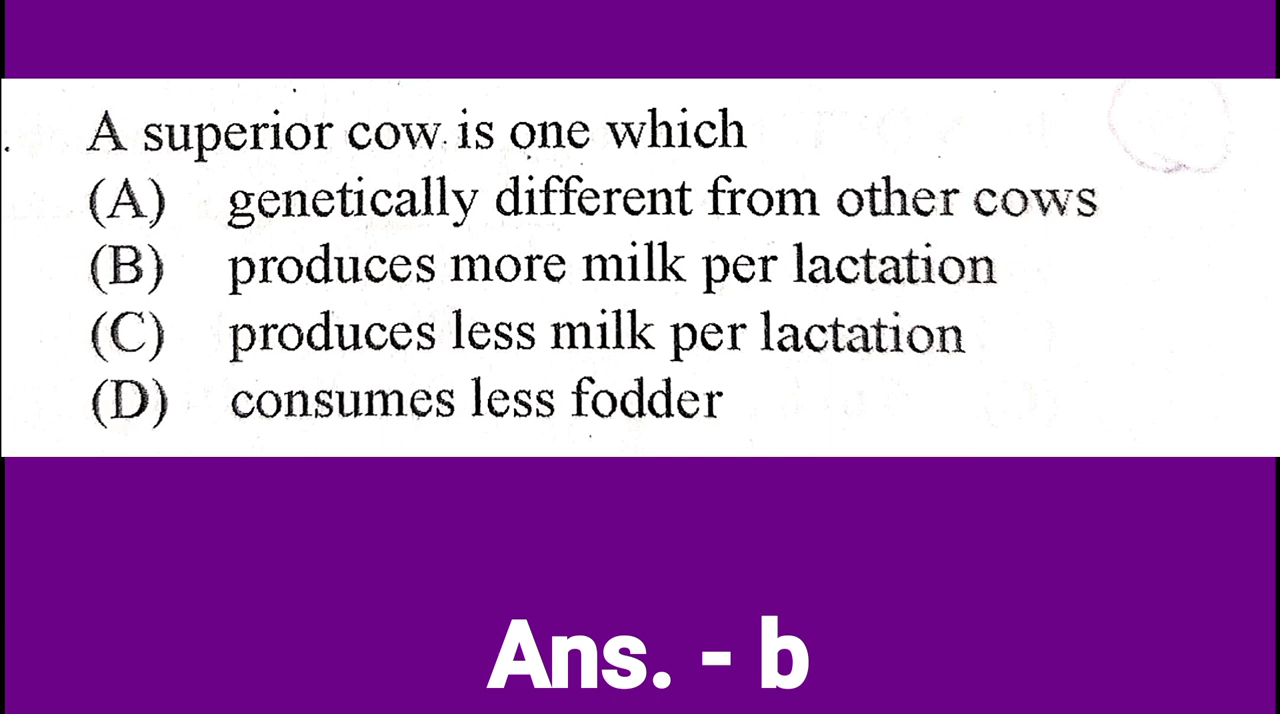 . A superior cow is one which
(A) genetically different from other cows
(B) produces more milk per lactation
(C) produces less milk per lactation
(D) consumes less fodder
Ans. - b